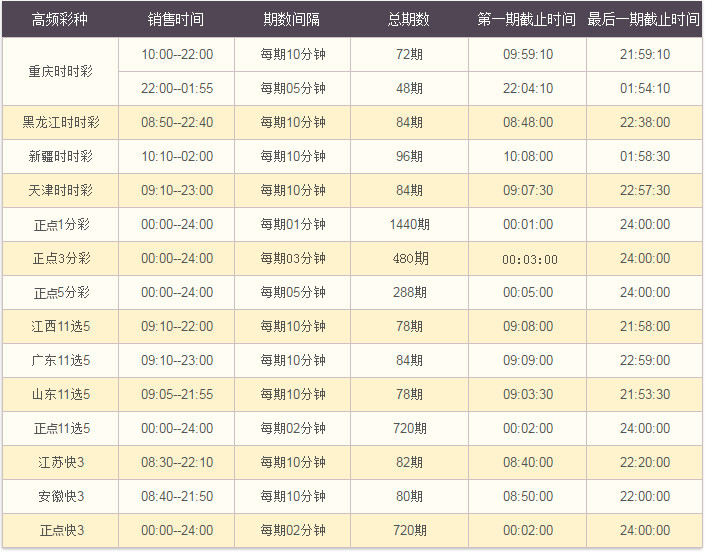 高频彩种 销售时间 期数间隔 总期数 第一期截止时间 最后一期截止时间
重庆时时彩 10:00--22:00 每期10分钟 72期 09:59:10 21:59:10
22:00--01:55 每期05分钟 48期 22:04:10 01:54:10
黑龙江时时彩 08:50--22:40 每期10分钟 84期 08:48:00 22:38:00
新疆时时彩 10:10--02:00 每期10分钟 96期 10:08:00 01:58:30
天津时时彩 09:10--23:00 每期10分钟 84期 09:07:30 22:57:30
正点1分彩 00:00--24:00 每期01分钟 1440期 00:01:00 24:00:00
正点3分彩 00:00--24:00 每期03分钟 480期 00:03:00 24:00:00
正点5分彩 00:00--24:00 每期05分钟 288期 00:05:00 24:00:00
江西11选5 09:10--22:00 每期10分钟 78期 09:08:00 21:58:00
广东11选5 09:10--23:00 每期10分钟 84期 09:09:00 22:59:00
山东11选5 09:05--21:55 每期10分钟 78期 09:03:30 21:53:30
正点11选5 00:00--24:00 每期02分钟 720期 00:02:00 24:00:00
江苏快3 08:30--22:10 每期10分钟 82期 08:40:00 22:20:00
安徽快3 08:40--21:50 每期10分钟 80期 08:50:00 22:00:00
正点快3 00:00--24:00 每期02分钟 720期 00:02:00 24:00:00